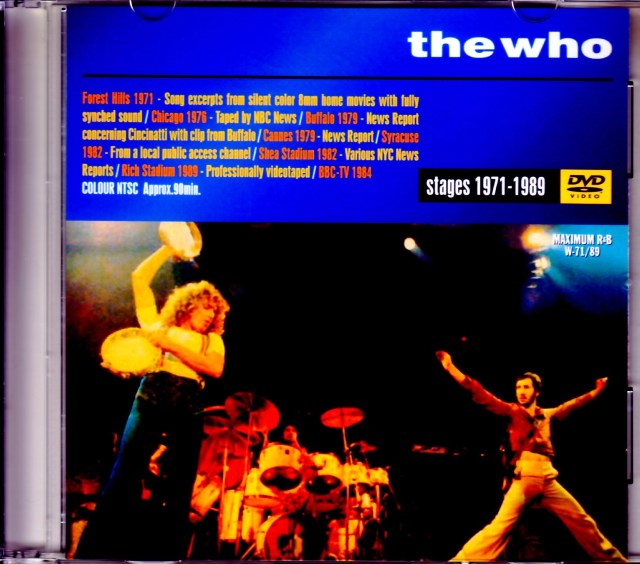 the who
Forest Hills 1971 - Song excerpts from silent color 8mm home movies with fully
synched sound / Chicago 1976 - Taped by NBC News / Buffalo 1979 - News Report
concerning Cincinatti with clip from Buffalo / Cannes 1979 - News Report / Syracuse
1982 - From a local public access channel / Shea Stadium 1982 - Various NYC News
Reports / Rich Stadium 1989 - Professionally videotaped / BBC-TV 1984
COLOUR NTSC Approx.90min.
stages 1971-1989
DVD
VIDEO
MAXIMUM R&B
W-71/89